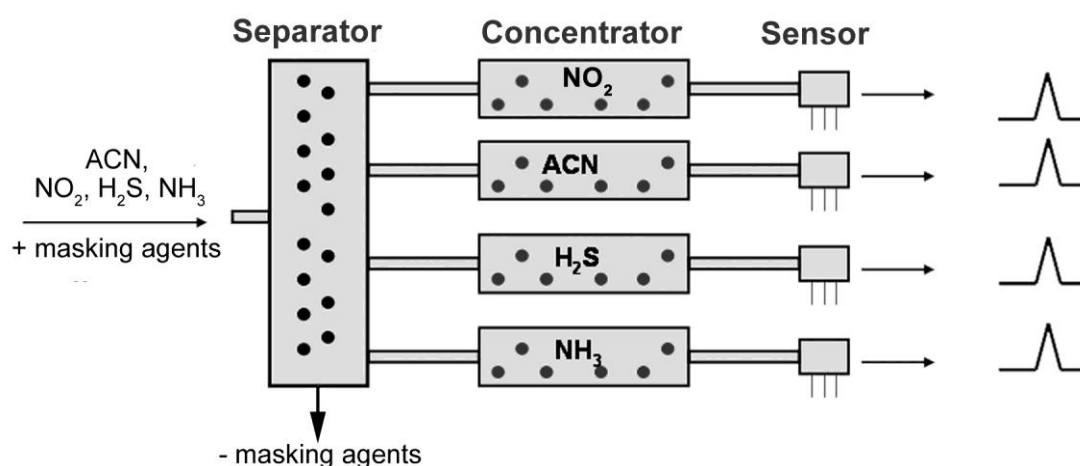 Separator
Concentrator
Sensor
ACN,
NO₂, H₂S, NH₃
+ masking agents
NO₂
ACN
H₂S
NH₃
- masking agents